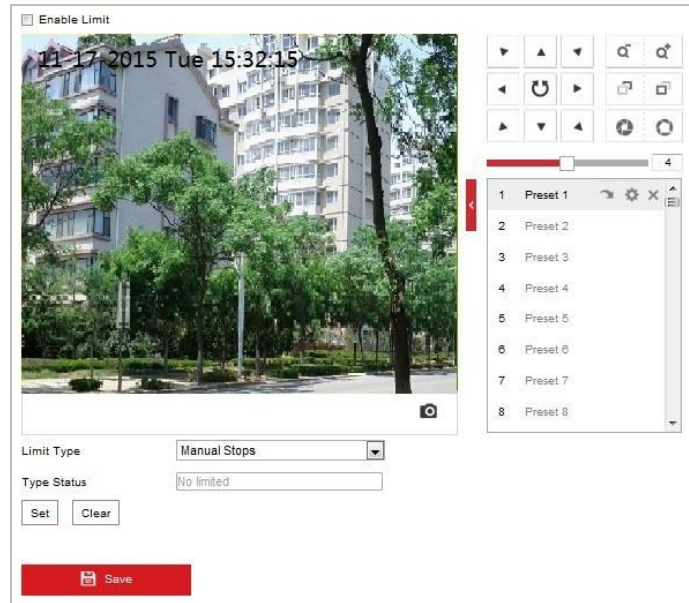 Enable Limit
11-17-2015 Tue 15:32:15
4
1 Preset 1
2 Preset 2
3 Preset 3
4 Preset 4
5 Preset 5
6 Preset 6
7 Preset 7
8 Preset 8
Limit Type Manual Stops
Type Status No limited
Set Clear
Save